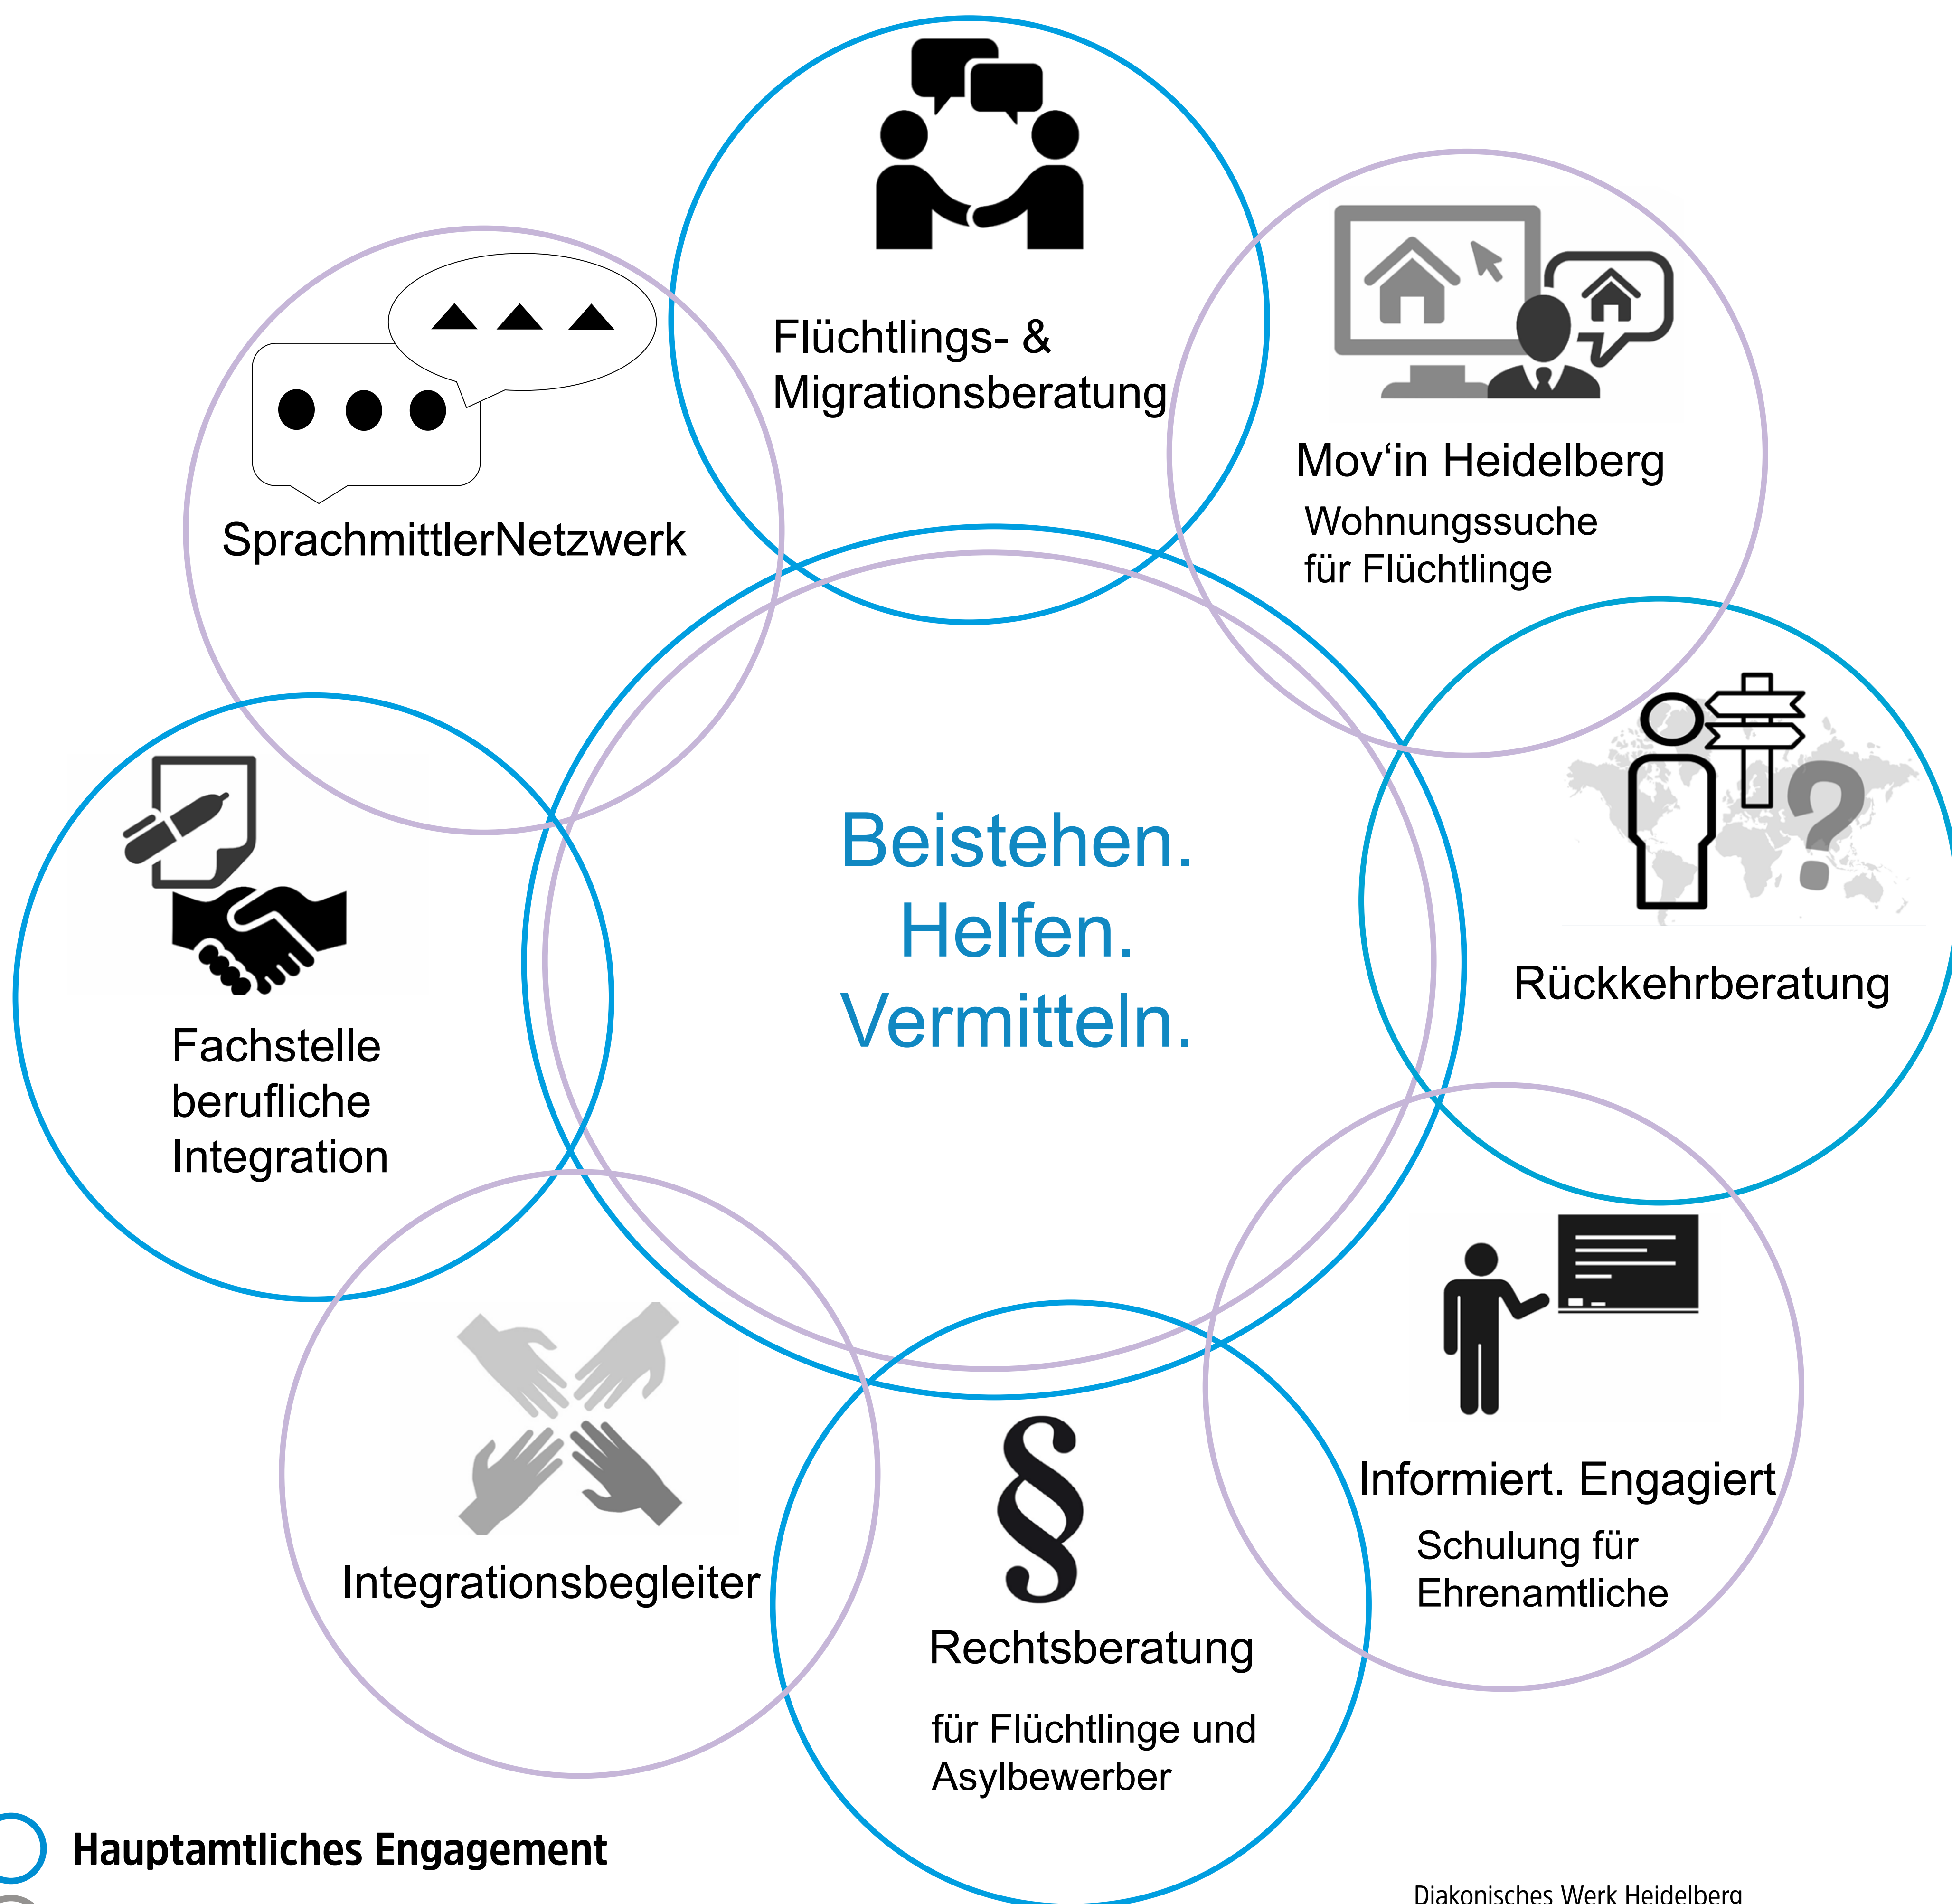 Flüchtlings- &
Migrationsberatung
Mov‘in Heidelberg
Wohnungssuche
für Flüchtlinge
SprachmittlerNetzwerk
Beistehen.
Helfen.
Vermitteln.
Rückkehrberatung
Fachstelle
berufliche
Integration
Informiert. Engagiert
Schulung für
Ehrenamtliche
Integrationsbegleiter
Rechtsberatung
für Flüchtlinge und
Asylbewerber
Hauptamtliches Engagement
Diakonisches Werk Heidelberg